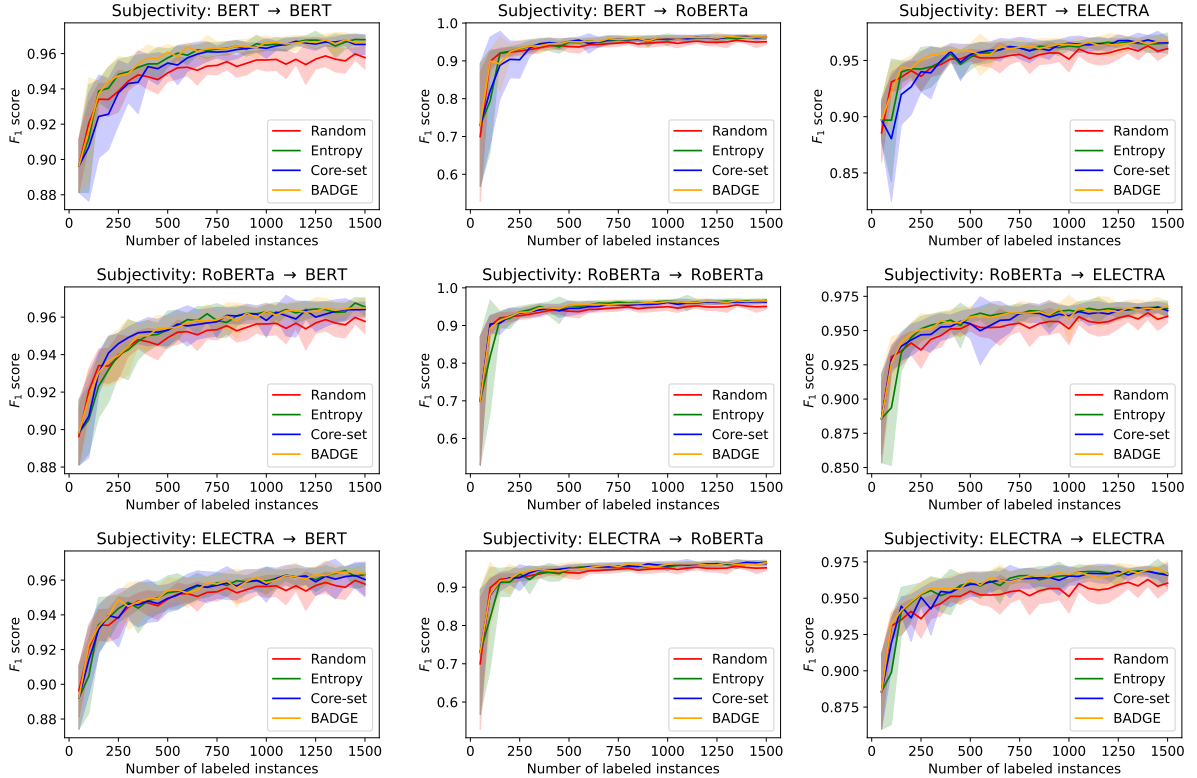 Subjectivity: BERT → BERT
0.96
0.94
0.92
0.90
0.88
F1 score
0 250 500 750 1000 1250 1500
Number of labeled instances
Random
Entropy
Core-set
BADGE
Subjectivity: BERT → RoBERTa
1.0
0.9
0.8
0.7
0.6
F1 score
0 250 500 750 1000 1250 1500
Number of labeled instances
Random
Entropy
Core-set
BADGE
Subjectivity: BERT → ELECTRA
0.95
0.90
0.85
F1 score
0 250 500 750 1000 1250 1500
Number of labeled instances
Random
Entropy
Core-set
BADGE
Subjectivity: RoBERTa → BERT
0.96
0.94
0.92
0.90
0.88
F1 score
0 250 500 750 1000 1250 1500
Number of labeled instances
Random
Entropy
Core-set
BADGE
Subjectivity: RoBERTa → RoBERTa
1.0
0.9
0.8
0.7
0.6
F1 score
0 250 500 750 1000 1250 1500
Number of labeled instances
Random
Entropy
Core-set
BADGE
Subjectivity: RoBERTa → ELECTRA
0.975
0.950
0.925
0.900
0.875
0.850
F1 score
0 250 500 750 1000 1250 1500
Number of labeled instances
Random
Entropy
Core-set
BADGE
Subjectivity: ELECTRA → BERT
0.96
0.94
0.92
0.90
0.88
F1 score
0 250 500 750 1000 1250 1500
Number of labeled instances
Random
Entropy
Core-set
BADGE
Subjectivity: ELECTRA → RoBERTa
0.9
0.8
0.7
0.6
F1 score
0 250 500 750 1000 1250 1500
Number of labeled instances
Random
Entropy
Core-set
BADGE
Subjectivity: ELECTRA → ELECTRA
0.975
0.950
0.925
0.900
0.875
F1 score
0 250 500 750 1000 1250 1500
Number of labeled instances
Random
Entropy
Core-set
BADGE